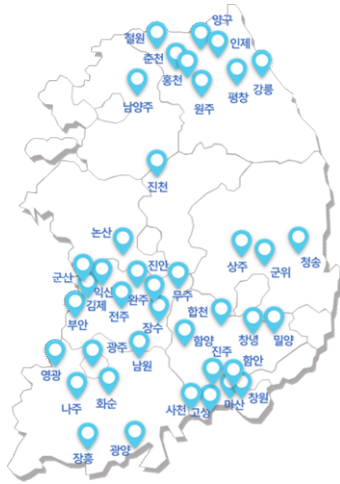 양구
철원
인제
춘천
홍천
강릉
평창
남양주
원주
진천
논산
청송
상주
군위
진안
군산
익산
완주
무주
김제
전주
합천
부안
장수
창녕
밀양
함양
광주
남원
진주
함안
영광
나주
화순
사천
고성
마산
창원
장흥
광양